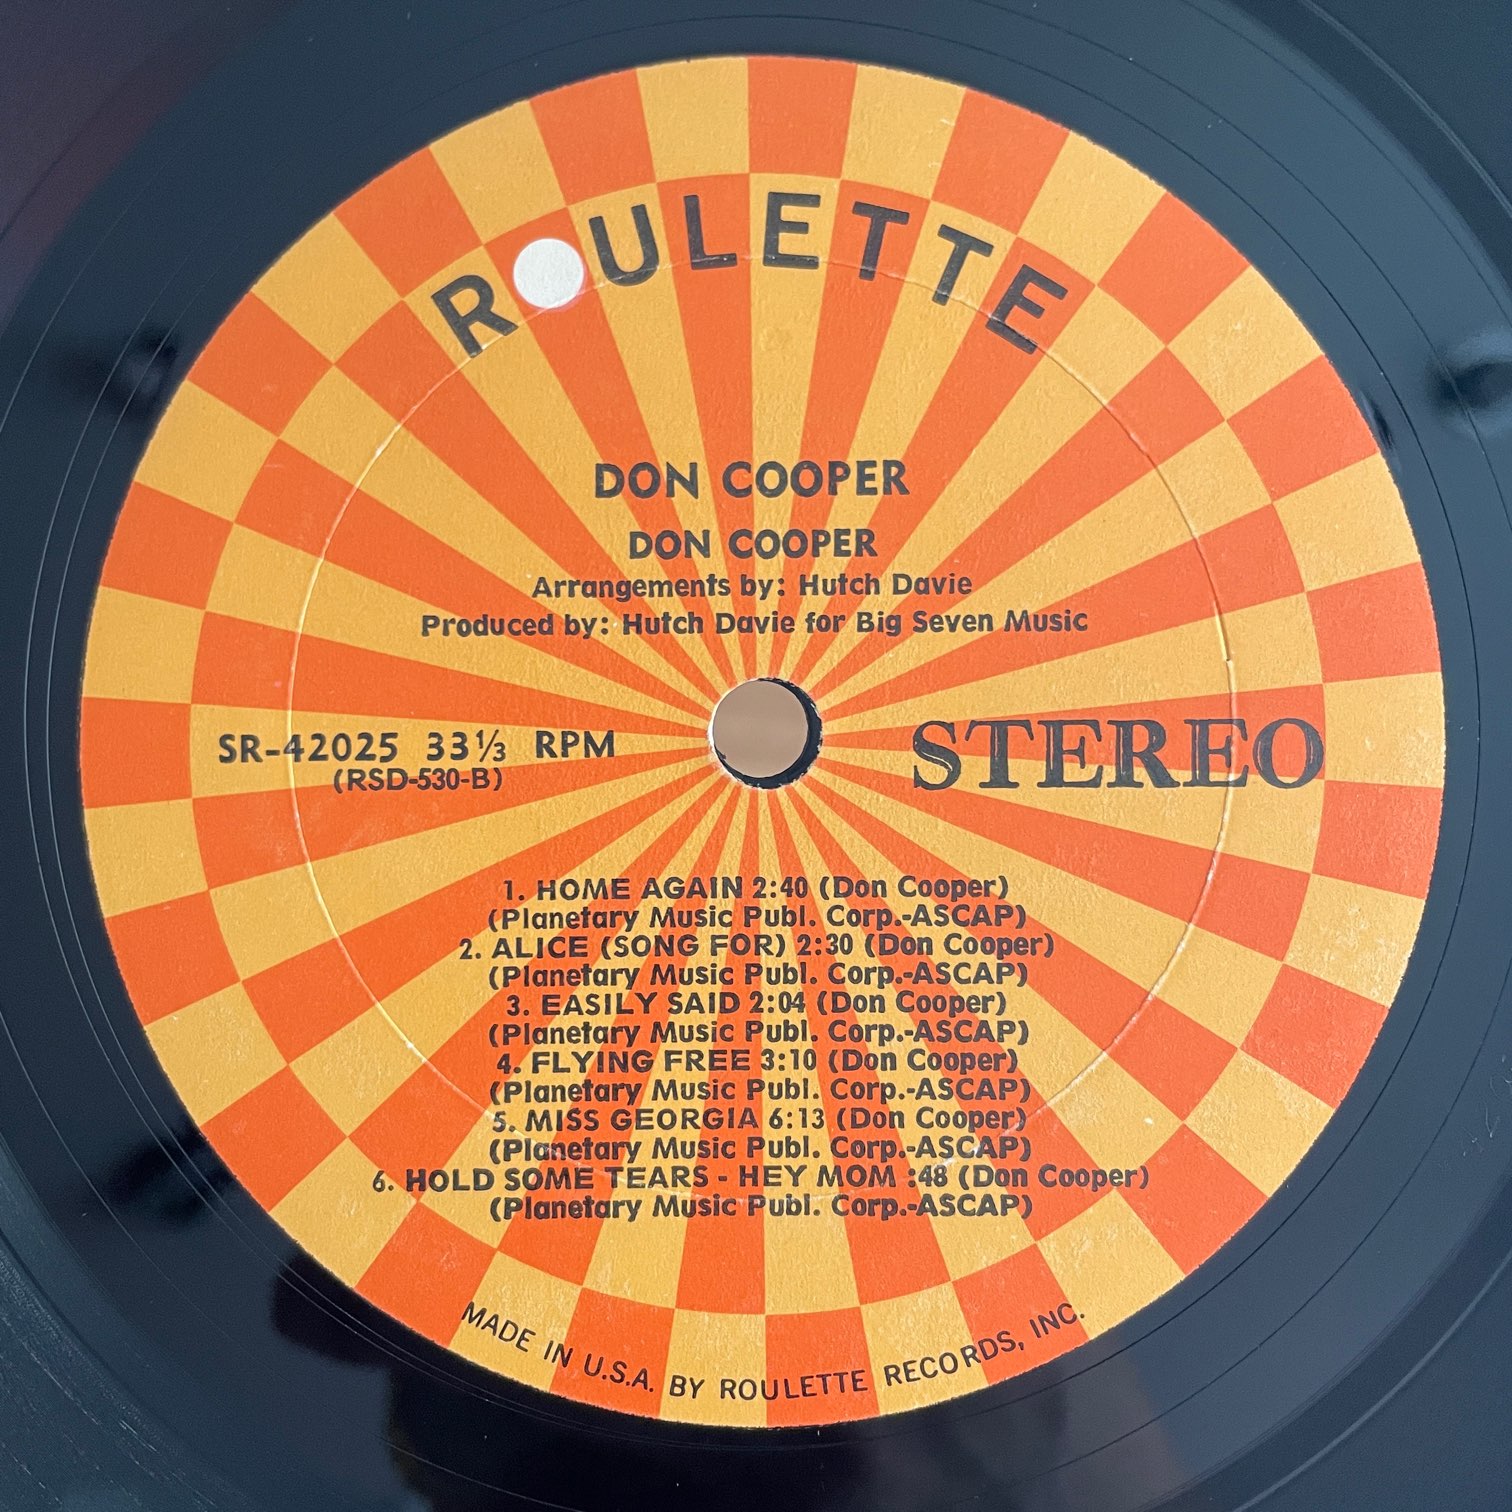 ROULETTE
DON COOPER
DON COOPER
Arrangements by: Hutch Davie
Produced by: Hutch Davie for Big Seven Music
SR-42025 33⅓ RPM
(RSD-530-B)
STEREO
1. HOME AGAIN 2:40 (Don Cooper)
(Planetary Music Publ. Corp.-ASCAP)
2. ALICE (SONG FOR) 2:30 (Don Cooper)
(Planetary Music Publ. Corp.-ASCAP)
3. EASILY SAID 2:04 (Don Cooper)
(Planetary Music Publ. Corp.-ASCAP)
4. FLYING FREE 3:10 (Don Cooper)
(Planetary Music Publ. Corp.-ASCAP)
5. MISS GEORGIA 6:13 (Don Cooper)
(Planetary Music Publ. Corp.-ASCAP)
6. HOLD SOME TEARS - HEY MOM :48 (Don Cooper)
(Planetary Music Publ. Corp.-ASCAP)
MADE IN U.S.A. BY ROULETTE RECORDS, INC.